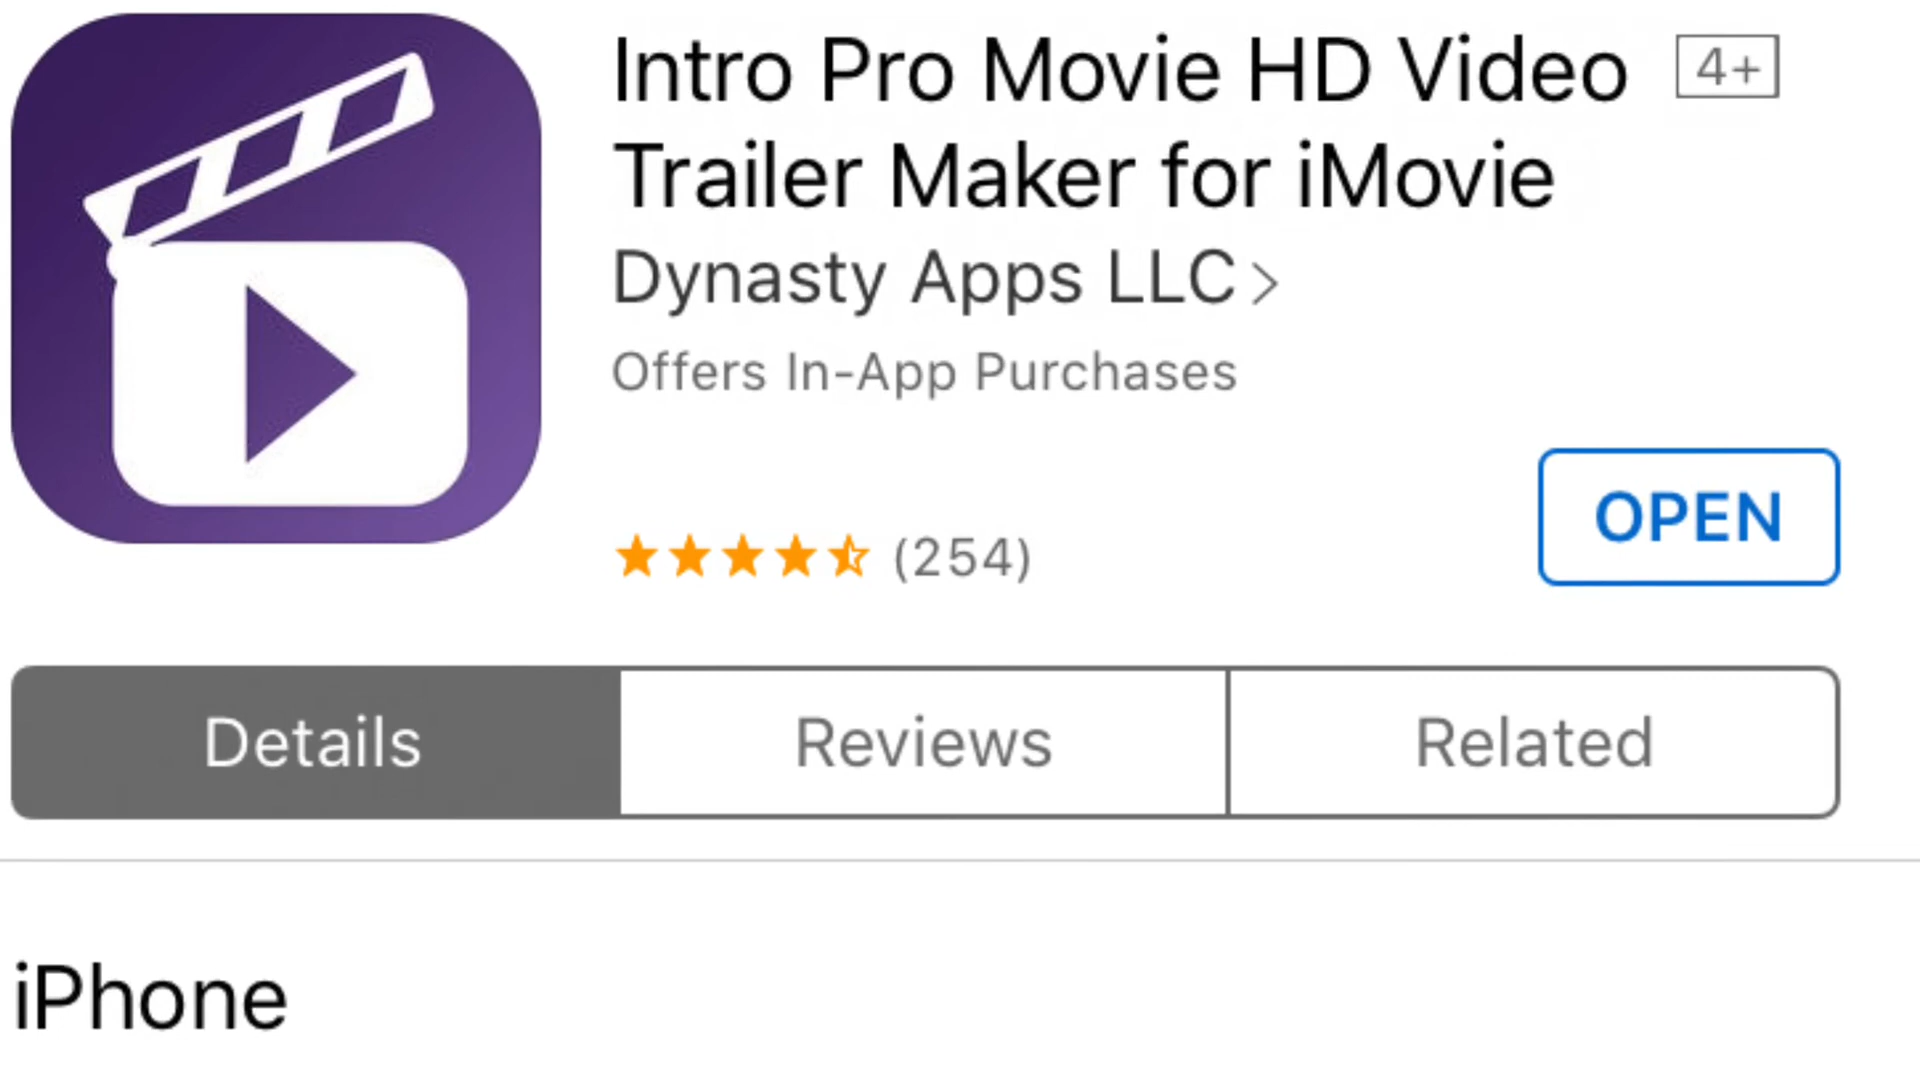 Intro Pro Movie HD Video 4+
Trailer Maker for iMovie
Dynasty Apps LLC >
Offers In-App Purchases
(254)
OPEN
Details Reviews Related
iPhone